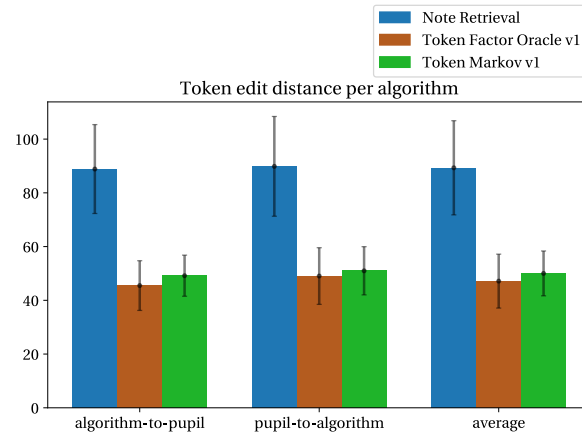 Note Retrieval
Token Factor Oracle v1
Token Markov v1
Token edit distance per algorithm
100
80
60
40
20
0
algorithm-to-pupil
pupil-to-algorithm
average